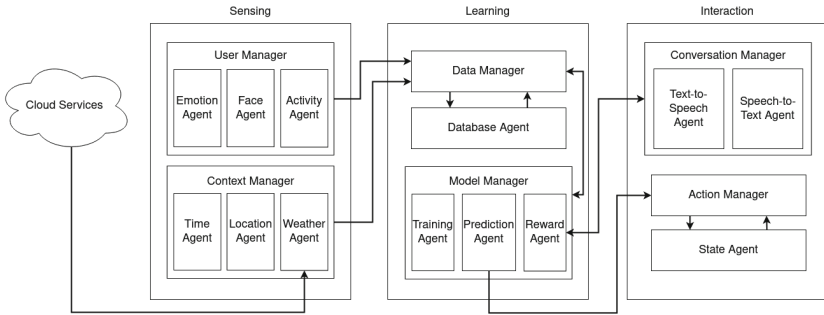 Sensing
Learning
Interaction
Cloud Services
User Manager
Emotion
Agent
Face
Agent
Activity
Agent
Context Manager
Time
Agent
Location
Agent
Weather
Agent
Data Manager
Database Agent
Model Manager
Training
Agent
Prediction
Agent
Reward
Agent
Conversation Manager
Text-to-
Speech
Agent
Speech-to-
Text Agent
Action Manager
State Agent